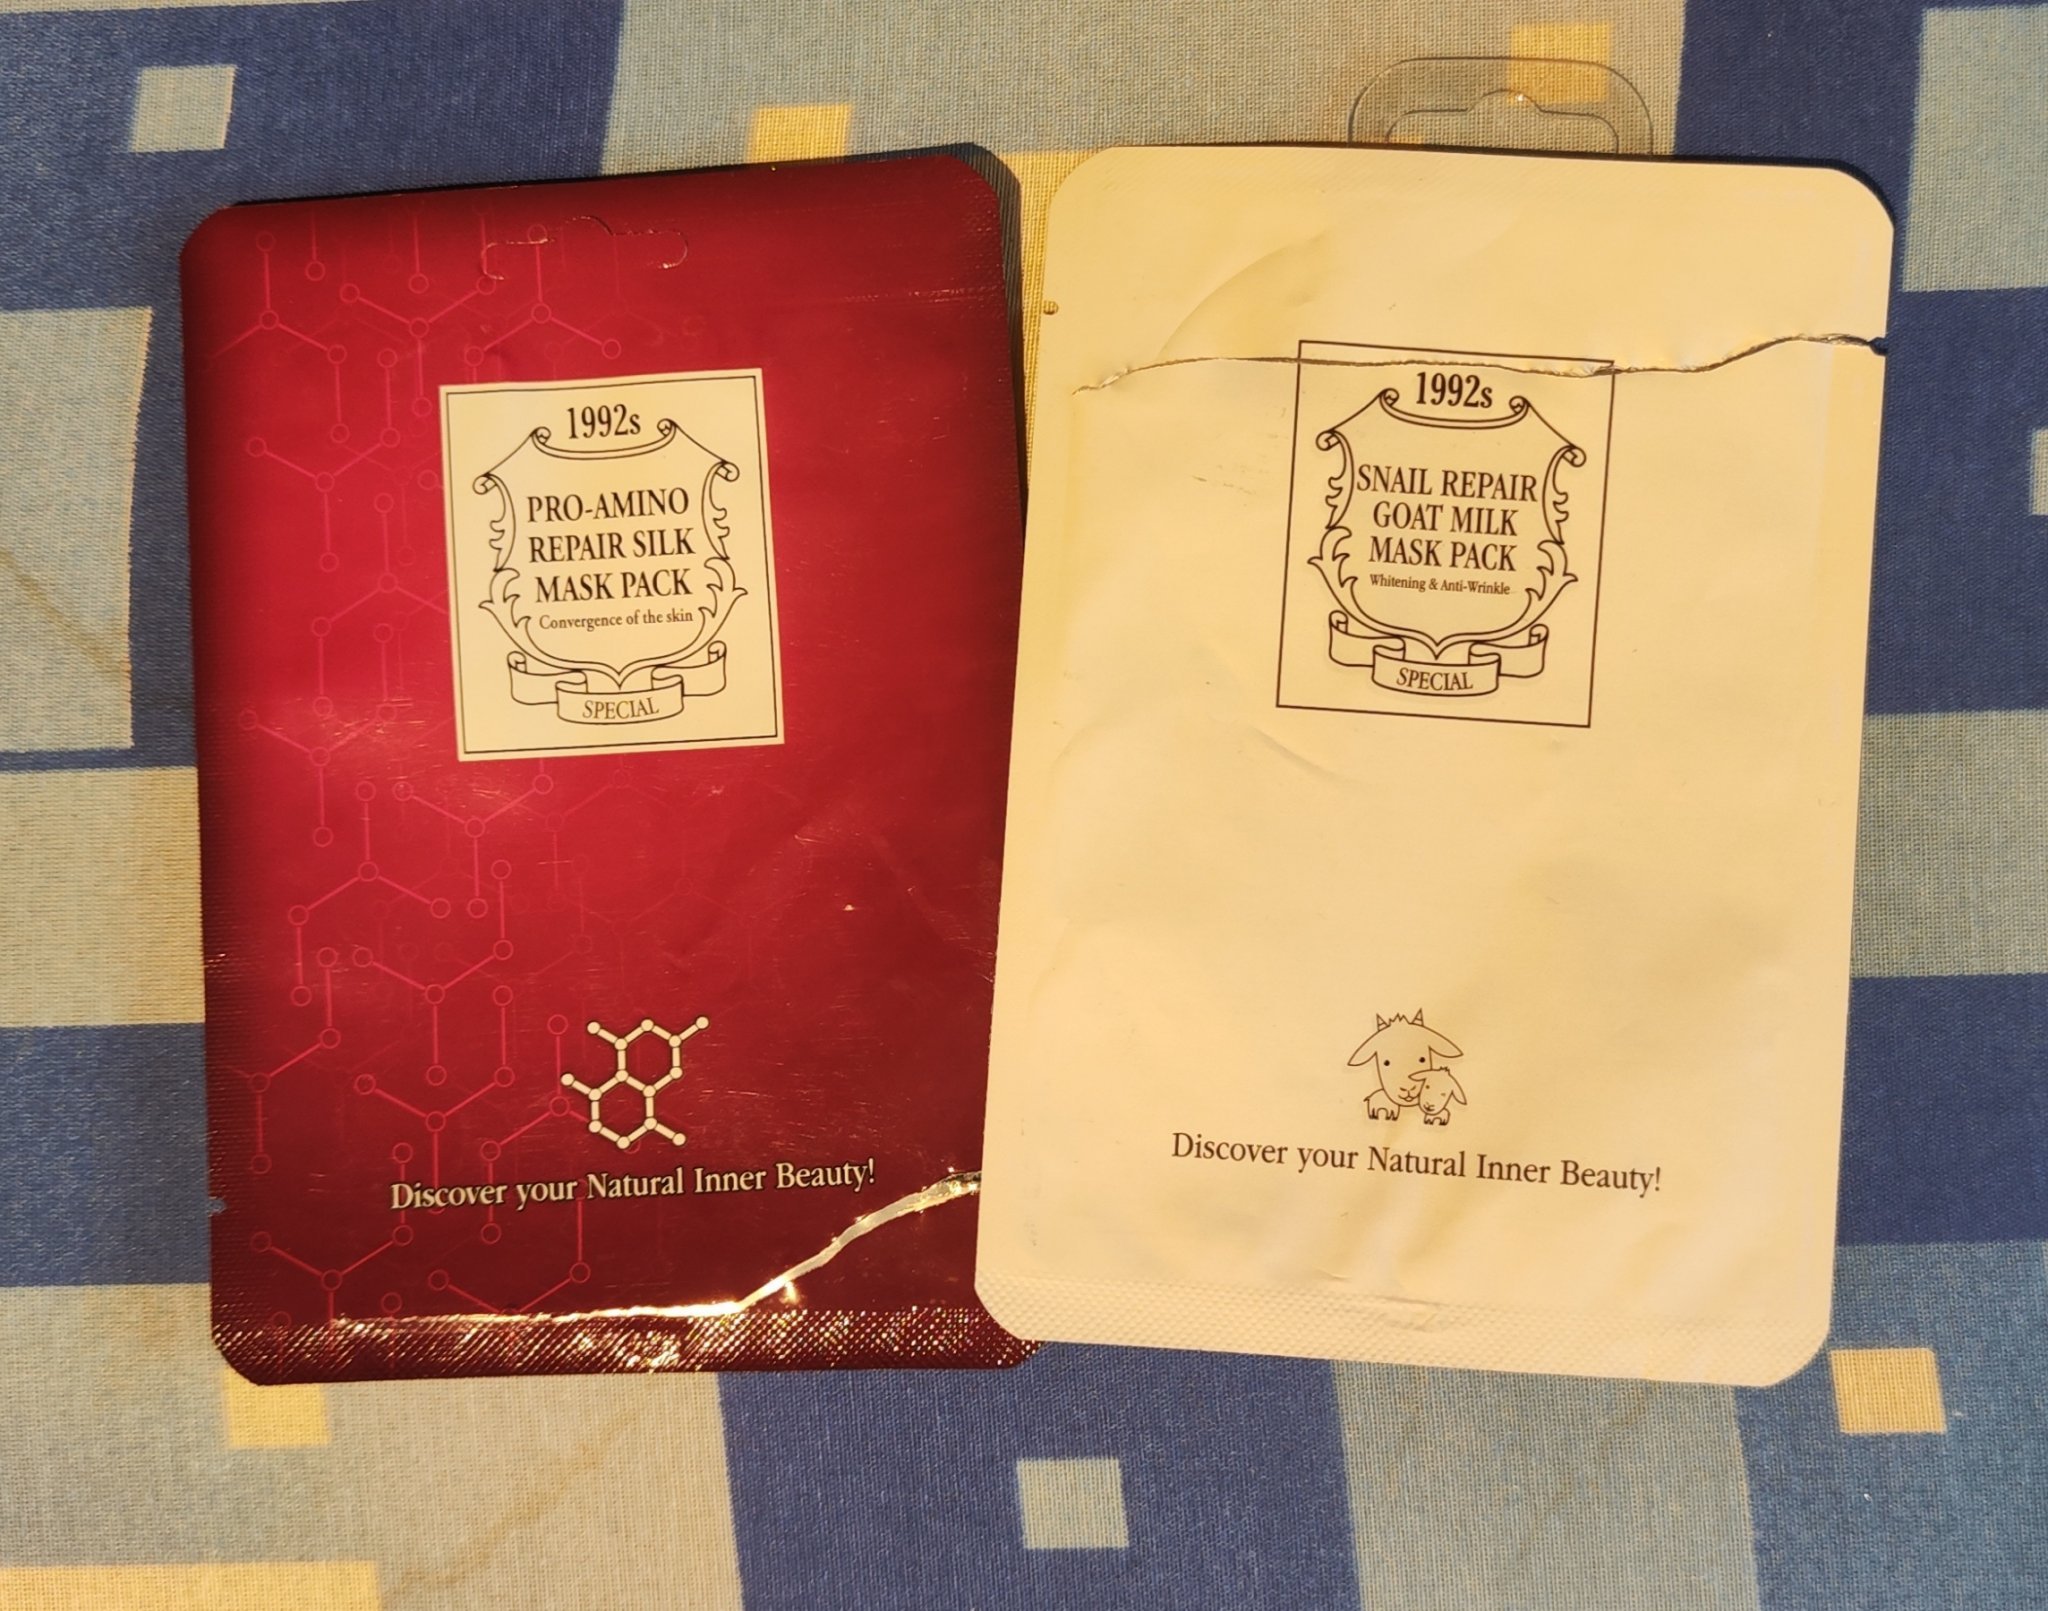 1992s
PRO-AMINO
REPAIR SILK
MASK PACK
Convergence of the skin
SPECIAL
Discover your Natural Inner Beauty!
1992s
SNAIL REPAIR
GOAT MILK
MASK PACK
Whitening & Anti-Wrinkle
SPECIAL
Discover your Natural Inner Beauty!